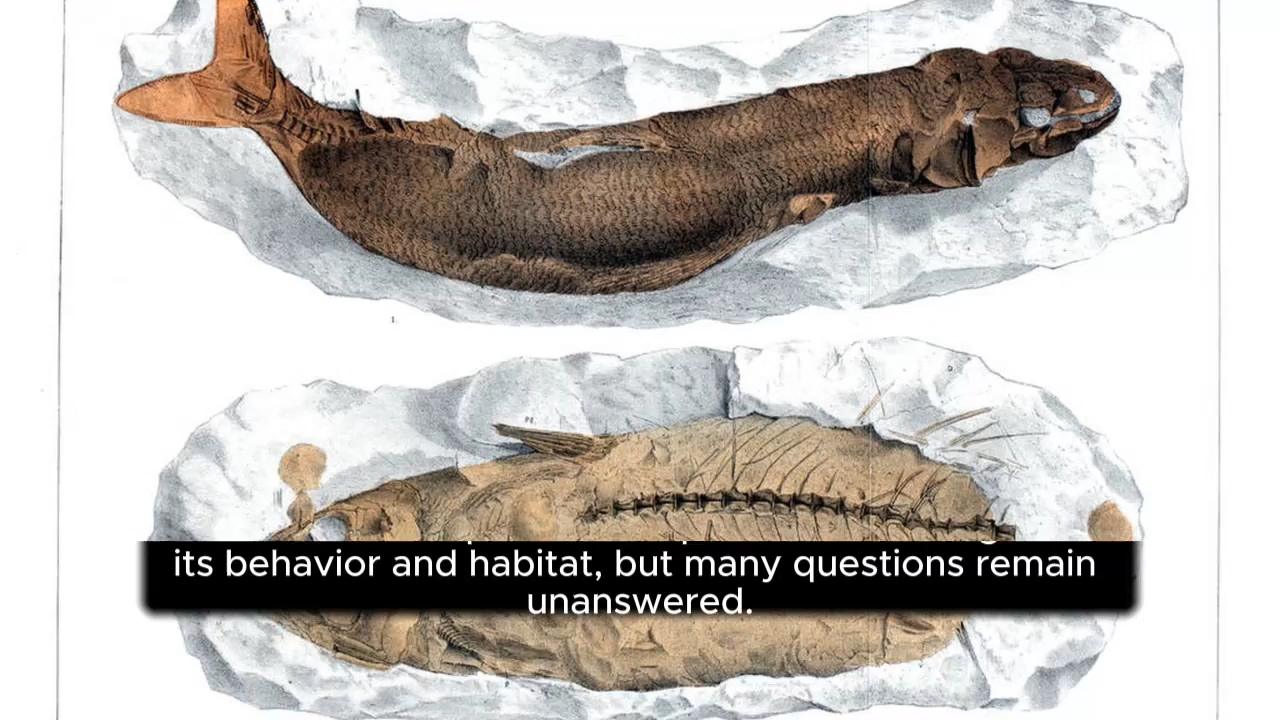 its behavior and habitat, but many questions remain
unanswered.